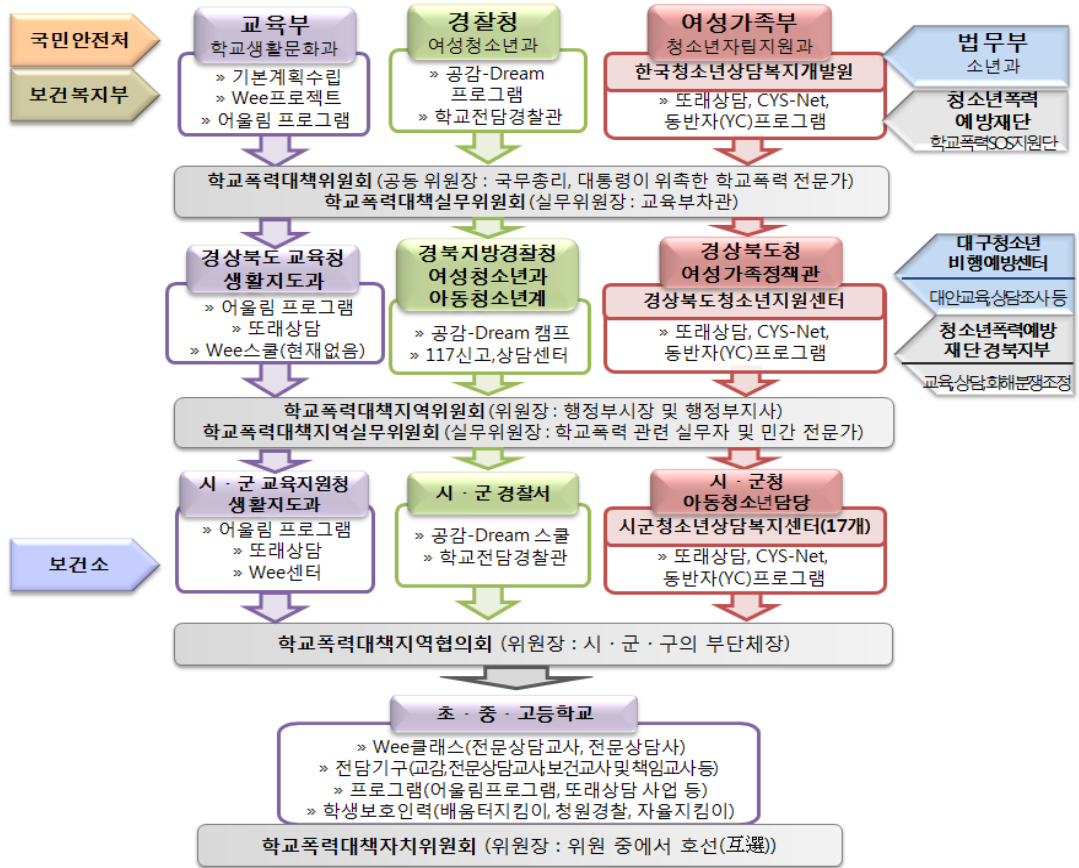 국민안전처
보건복지부
교육부
학교생활문화과
» 기본계획수립
» Wee프로젝트
» 어울림 프로그램
경찰청
여성청소년과
» 공감-Dream
프로그램
» 학교전담경찰관
여성가족부
청소년자립지원과
한국청소년상담복지개발원
» 또래상담, CYS-Net,
동반자(YC)프로그램
법무부
소년과
청소년폭력
예방재단
학교폭력SOS지원단
학교폭력대책위원회 (공동 위원장 : 국무총리, 대통령이 위촉한 학교폭력 전문가)
학교폭력대책실무위원회 (실무위원장 : 교육부차관)
경상북도 교육청
생활지도과
» 어울림 프로그램
» 또래상담
» Wee스쿨(현재없음)
경북지방경찰청
여성청소년과
아동청소년계
» 공감-Dream 캠프
» 117신고,상담센터
경상북도청
여성가족정책관
경상북도청소년지원센터
» 또래상담, CYS-Net,
동반자(YC)프로그램
대구청소년
비행예방센터
대안교육,상담조사 등
청소년폭력예방
재단 경북지부
교육,상담,화해분쟁조정
학교폭력대책지역위원회 (위원장 : 행정부시장 및 행정부지사)
학교폭력대책지역실무위원회 (실무위원장 : 학교폭력 관련 실무자 및 민간 전문가)
보건소
시 · 군 교육지원청
생활지도과
» 어울림 프로그램
» 또래상담
» Wee센터
시 · 군 경찰서
» 공감-Dream 스쿨
» 학교전담경찰관
시 · 군청
아동청소년담당
시군청소년상담복지센터(17개)
» 또래상담, CYS-Net,
동반자(YC)프로그램
학교폭력대책지역협의회 (위원장 : 시 · 군 · 구의 부단체장)
초 · 중 · 고등학교
» Wee클래스(전문상담교사, 전문상담사)
» 전담기구(교감,전문상담교사,보건교사 및 책임교사 등)
» 프로그램(어울림프로그램, 또래상담 사업 등)
» 학생보호인력(배움터지킴이, 청원경찰, 자율지킴이)
학교폭력대책자치위원회 (위원장 : 위원 중에서 호선(互選))